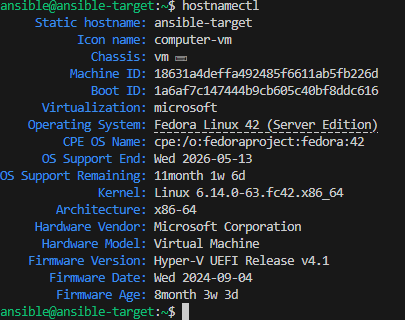 ansible@ansible-target:~$ hostnamectl
Static hostname: ansible-target
Icon name: computer-vm
Chassis: vm 🖴
Machine ID: 18631a4deffa492485f6611ab5fb226d
Boot ID: 1a6af7c147444b9cb605c40bf8ddc616
Virtualization: microsoft
Operating System: Fedora Linux 42 (Server Edition)
CPE OS Name: cpe:/o:fedoraproject:fedora:42
OS Support End: Wed 2026-05-13
OS Support Remaining: 11month 1w 6d
Kernel: Linux 6.14.0-63.fc42.x86_64
Architecture: x86-64
Hardware Vendor: Microsoft Corporation
Hardware Model: Virtual Machine
Firmware Version: Hyper-V UEFI Release v4.1
Firmware Date: Wed 2024-09-04
Firmware Age: 8month 3w 3d
ansible@ansible-target:~$